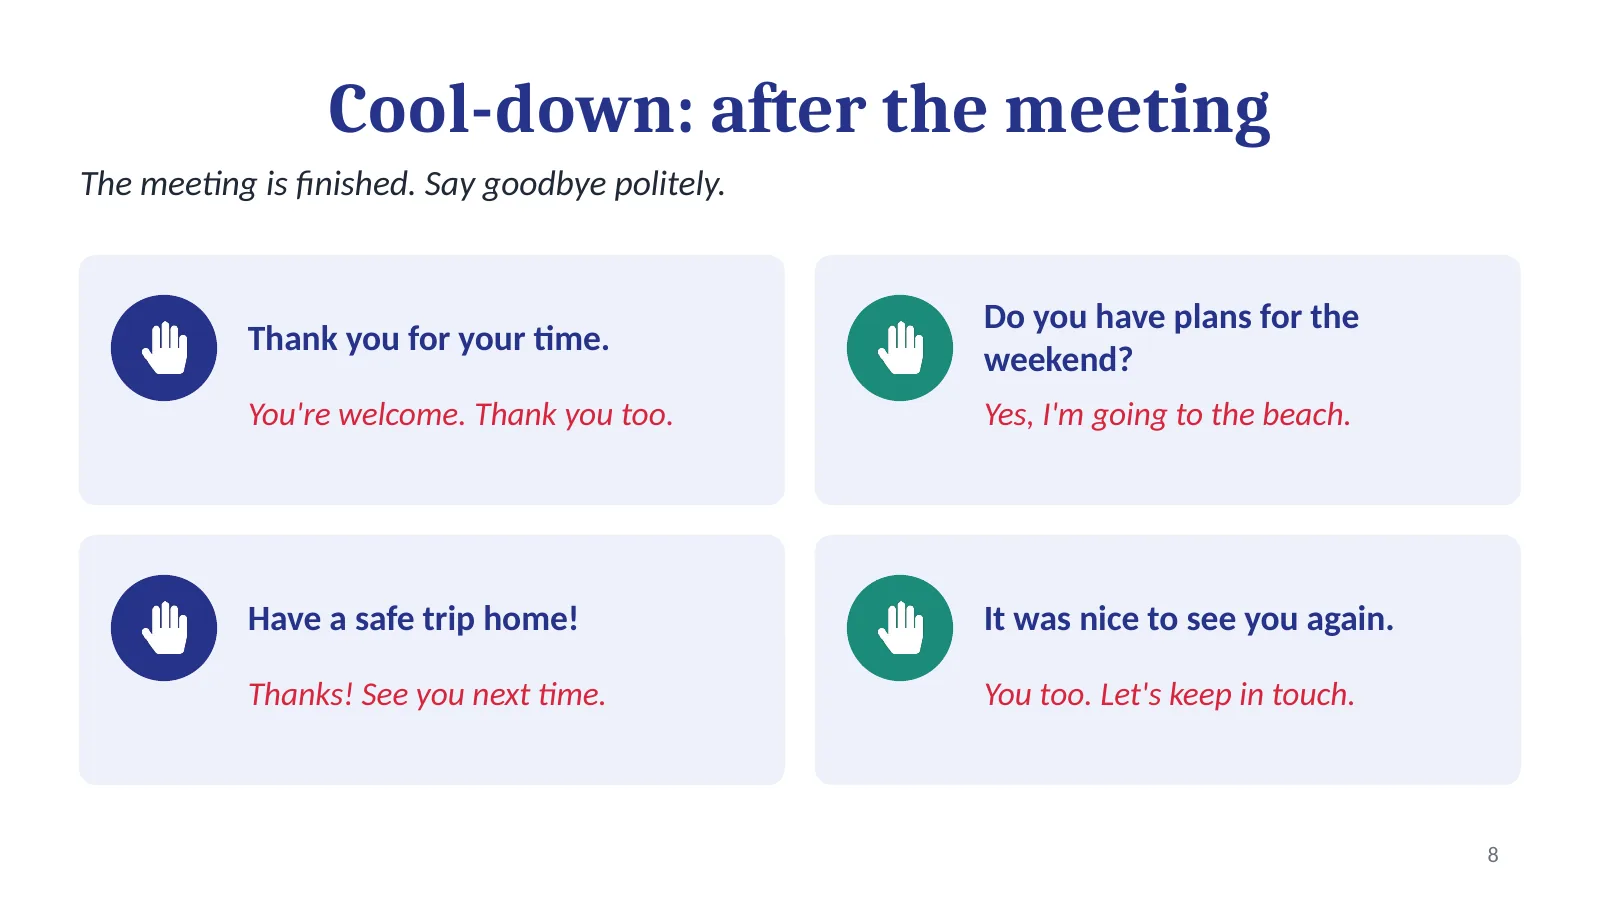 Cool-down: after the meeting
The meeting is finished. Say goodbye politely.
Thank you for your time.
You're welcome. Thank you too.
Do you have plans for the
weekend?
Yes, I'm going to the beach.
Have a safe trip home!
Thanks! See you next time.
It was nice to see you again.
You too. Let's keep in touch.
8